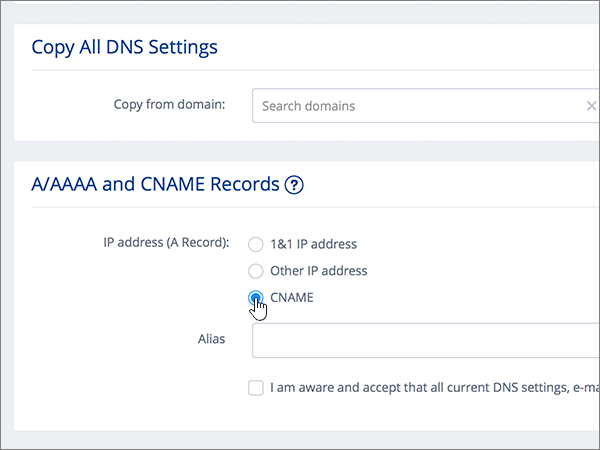 Copy All DNS Settings
Copy from domain:
Search domains
A/AAAA and CNAME Records
IP address (A Record):
1&1 IP address
Other IP address
CNAME
Alias
I am aware and accept that all current DNS settings, e-ma